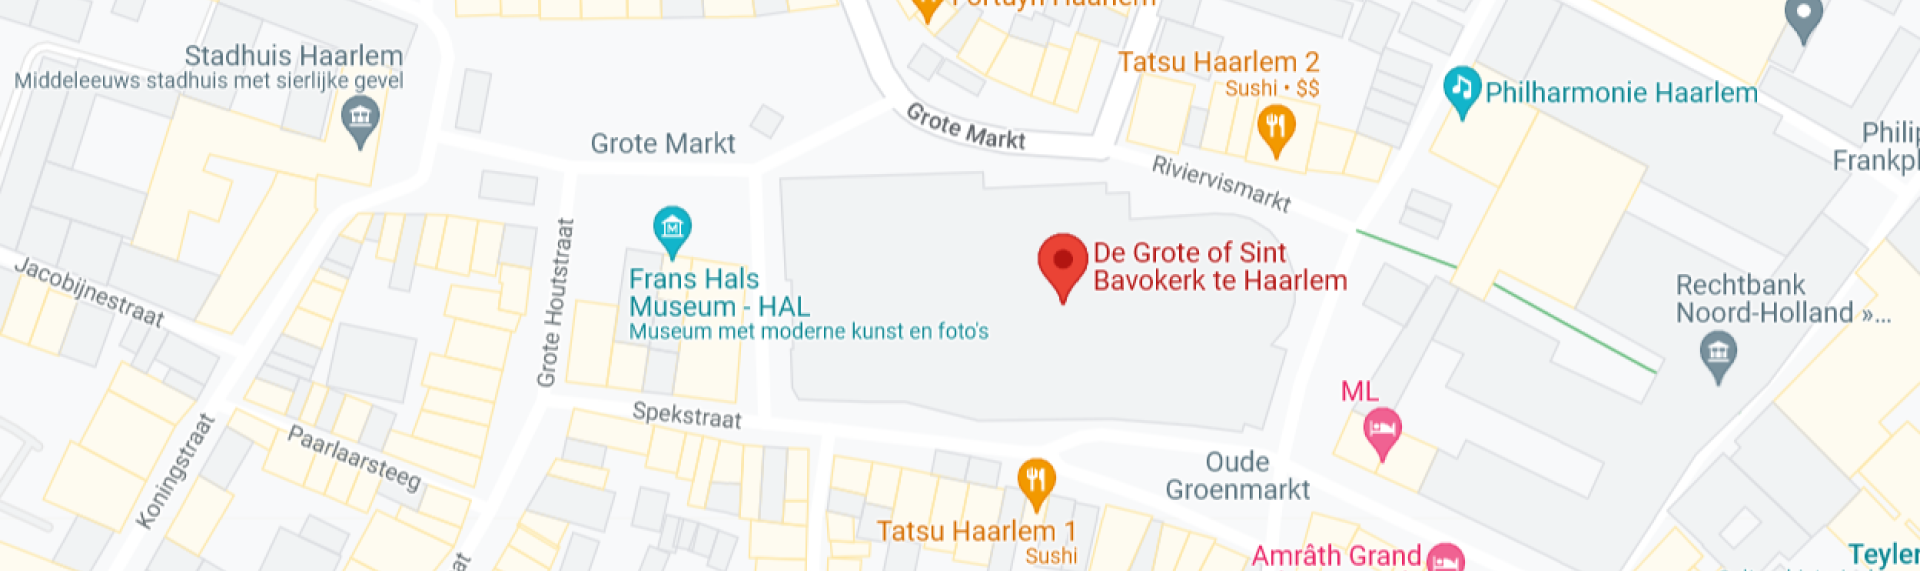 Stadhuis Haarlem
Middeleeuws stadhuis met sierlijke gevel
Tatsu Haarlem 2
Sushi • $$
Philharmonie Haarlem
Grote Markt
Grote Markt
Riviervismarkt
Frans Hals
Museum - HAL
Museum met moderne kunst en foto's
De Grote of Sint
Bavokerk te Haarlem
Rechtbank
Noord-Holland »...
Jacobijnestraat
Grote Houtstraat
Koningstraat
Paarlaarsteeg
Spekstraat
ML
Oude
Groenmarkt
Tatsu Haarlem 1
Sushi
Amrâth Grand